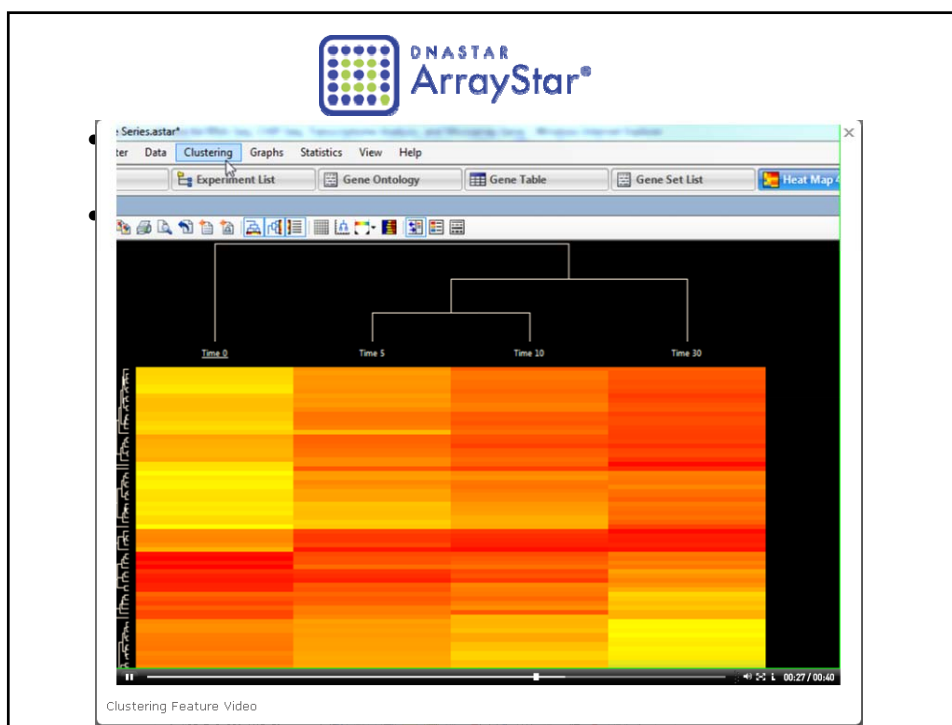 DNASTAR
ArrayStar®
Series.astar*
Data Clustering Graphs Statistics View Help
Experiment List Gene Ontology Gene Table Gene Set List Heat Map
Time 0 Time 5 Time 10 Time 30
00:27 / 00:40
Clustering Feature Video